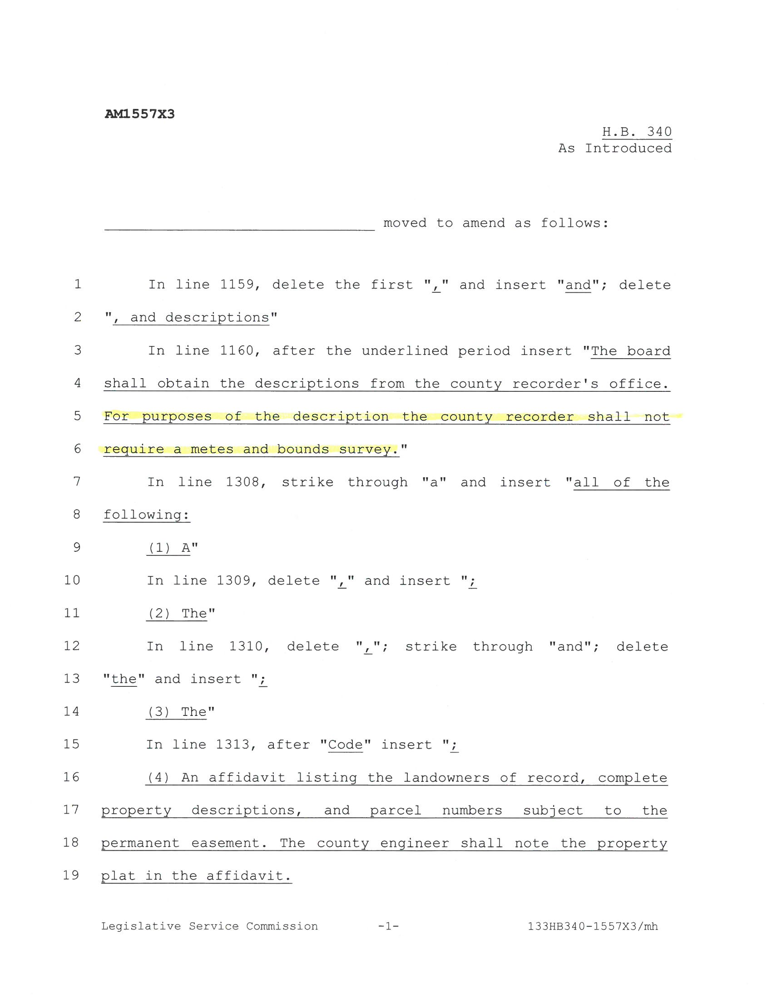 AM1557X3
H.B. 340
As Introduced
moved to amend as follows:
1 In line 1159, delete the first "," and insert "and"; delete
2 ", and descriptions"
3 In line 1160, after the underlined period insert "The board
4 shall obtain the descriptions from the county recorder's office.
5 For purposes of the description the county recorder shall not
6 require a metes and bounds survey."
7 In line 1308, strike through "a" and insert "all of the
8 following:
9 (1) A"
10 In line 1309, delete "," and insert ";
11 (2) The"
12 In line 1310, delete ","; strike through "and"; delete
13 "the" and insert ";
14 (3) The"
15 In line 1313, after "Code" insert ";
16 (4) An affidavit listing the landowners of record, complete
17 property descriptions, and parcel numbers subject to the
18 permanent easement. The county engineer shall note the property
19 plat in the affidavit.
Legislative Service Commission -1- 133HB340-1557X3/mh